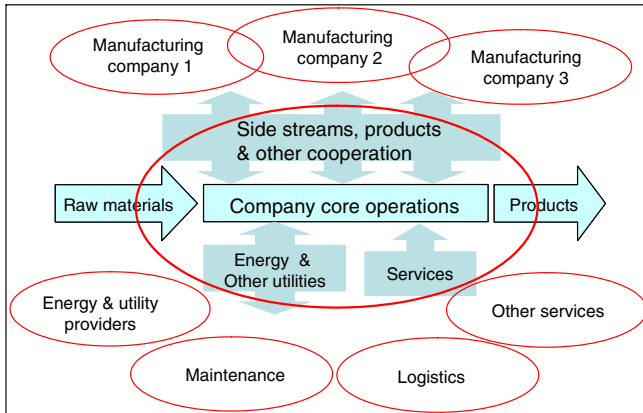 Manufacturing
company 1
Manufacturing
company 2
Manufacturing
company 3
Side streams, products
& other cooperation
Raw materials
Company core operations
Products
Energy &
Other utilities
Services
Energy & utility
providers
Other services
Maintenance
Logistics